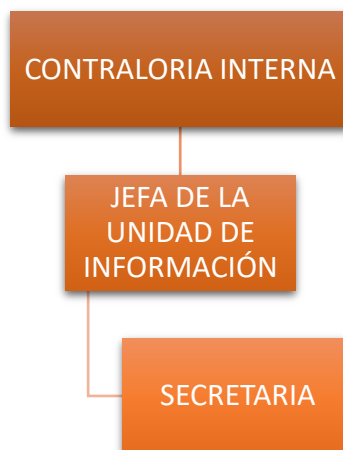 CONTRALORIA INTERNA
JEFA DE LA
UNIDAD DE
INFORMACIÓN
SECRETARIA